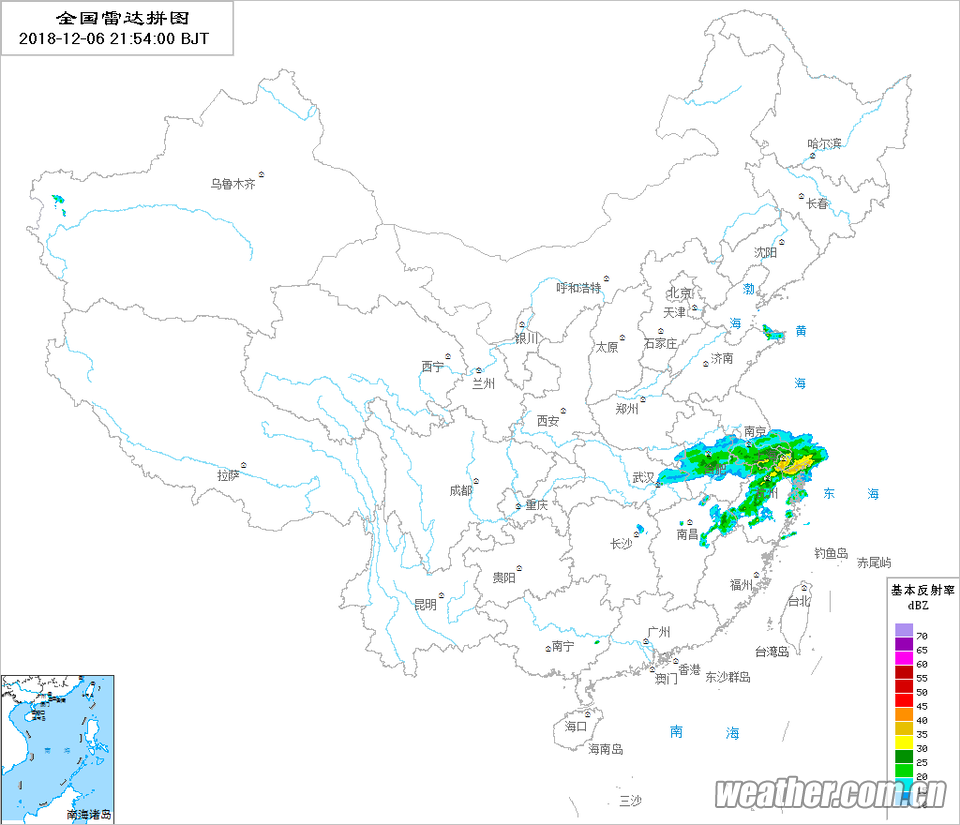 全国雷达拼图
2018-12-06 21:54:00 BJT
哈尔滨
乌鲁木齐
长春
沈阳
呼和浩特
北京
渤
天津
海
黄
银川
太原
石家庄
济南
西宁
兰州
海
郑州
西安
南京
合肥
拉萨
武汉
成都
杭州
东 海
重庆
南昌
长沙
钓鱼岛
赤尾屿
贵阳
福州
昆明
台北
广州
南宁
台湾岛
香港
澳门
东沙群岛
海口
南 海
海南岛
三沙
基本反射率
dBZ
70
65
60
55
50
45
40
35
30
25
20
南 海
南海诸岛
weather.com.cn